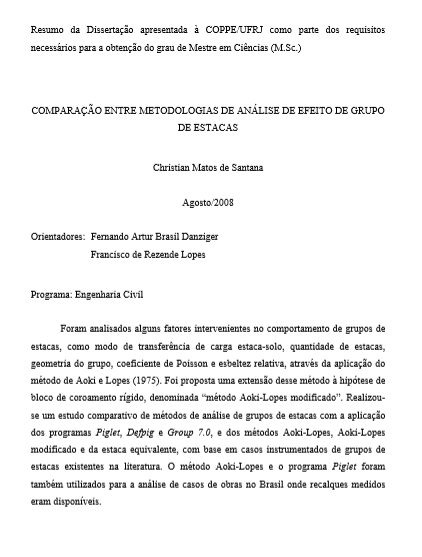 Resumo da Dissertação apresentada à COPPE/UFRJ como parte dos requisitos
necessários para a obtenção do grau de Mestre em Ciências (M.Sc.)
COMPARAÇÃO ENTRE METODOLOGIAS DE ANÁLISE DE EFEITO DE GRUPO
DE ESTACAS
Christian Matos de Santana
Agosto/2008
Orientadores: Fernando Artur Brasil Danziger
Francisco de Rezende Lopes
Programa: Engenharia Civil
Foram analisados alguns fatores intervenientes no comportamento de grupos de
estacas, como modo de transferência de carga estaca-solo, quantidade de estacas,
geometria do grupo, coeficiente de Poisson e esbeltez relativa, através da aplicação do
método de Aoki e Lopes (1975). Foi proposta uma extensão desse método à hipótese de
bloco de coroamento rígido, denominada “método Aoki-Lopes modificado”. Realizou-
se um estudo comparativo de métodos de análise de grupos de estacas com a aplicação
dos programas Piglet, Defpig e Group 7.0, e dos métodos Aoki-Lopes, Aoki-Lopes
modificado e da estaca equivalente, com base em casos instrumentados de grupos de
estacas existentes na literatura. O método Aoki-Lopes e o programa Piglet foram
também utilizados para a análise de casos de obras no Brasil onde recalques medidos
eram disponíveis.